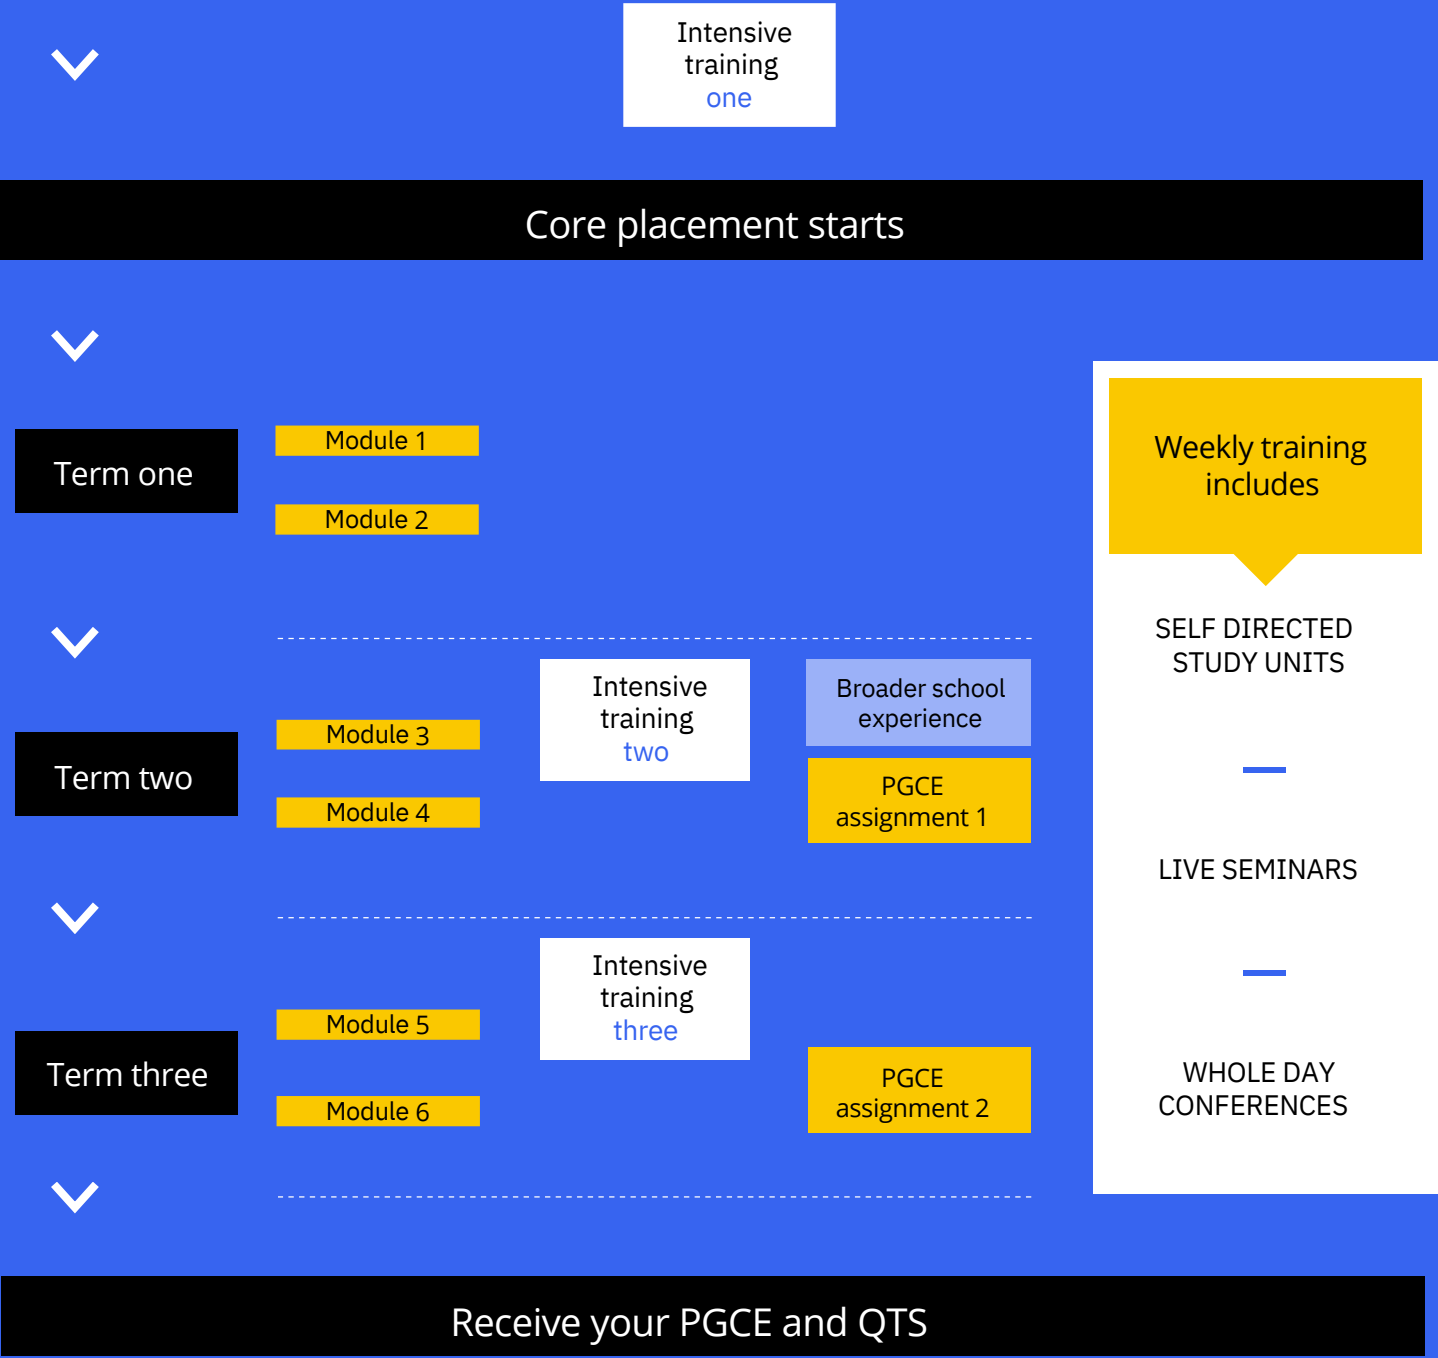 Intensive
training
one
Core placement starts
Term one
Module 1
Module 2
Weekly training
includes
SELF DIRECTED
STUDY UNITS
LIVE SEMINARS
WHOLE DAY
CONFERENCES
Term two
Module 3
Module 4
Intensive
training
two
Broader school
experience
PGCE
assignment 1
Term three
Module 5
Module 6
Intensive
training
three
PGCE
assignment 2
Receive your PGCE and QTS